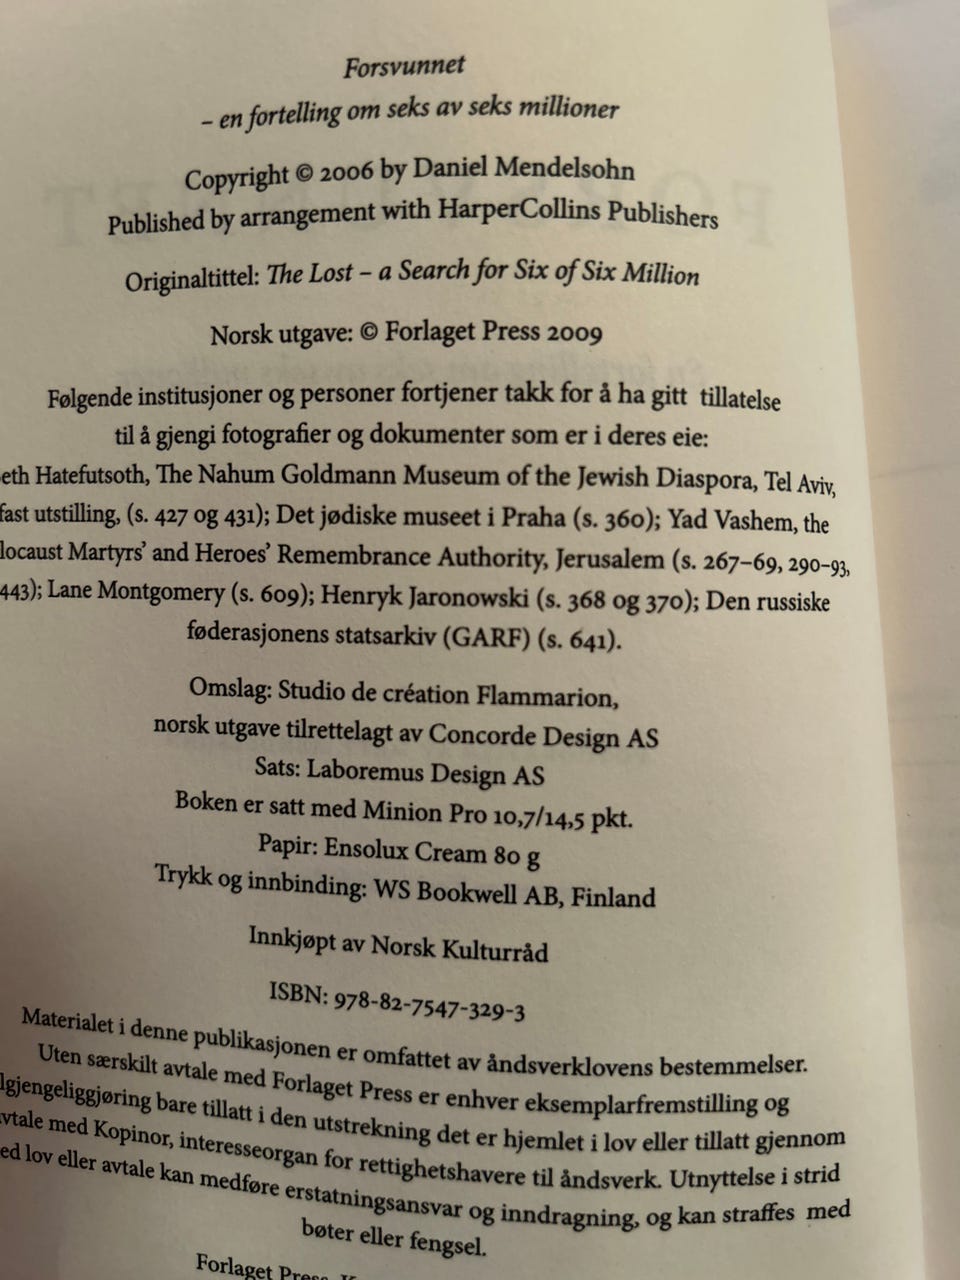 Forsvunnet
– en fortelling om seks av seks millioner
Copyright © 2006 by Daniel Mendelsohn
Published by arrangement with HarperCollins Publishers
Originaltittel: The Lost – a Search for Six of Six Million
Norsk utgave: © Forlaget Press 2009
Følgende institusjoner og personer fortjener takk for å ha gitt tillatelse
til å gjengi fotografier og dokumenter som er i deres eie:
eth Hatefutsoth, The Nahum Goldmann Museum of the Jewish Diaspora, Tel Aviv,
fast utstilling, (s. 427 og 431); Det jødiske museet i Praha (s. 360); Yad Vashem, the
locaust Martyrs’ and Heroes’ Remembrance Authority, Jerusalem (s. 267–69, 290–93,
443); Lane Montgomery (s. 609); Henryk Jaronowski (s. 368 og 370); Den russiske
føderasjonens statsarkiv (GARF) (s. 641).
Omslag: Studio de création Flammarion,
norsk utgave tilrettelagt av Concorde Design AS
Sats: Laboremus Design AS
Boken er satt med Minion Pro 10,7/14,5 pkt.
Papir: Ensolux Cream 80 g
Trykk og innbinding: WS Bookwell AB, Finland
Innkjøpt av Norsk Kulturråd
ISBN: 978-82-7547-329-3
Materialet i denne publikasjonen er omfattet av åndsverklovens bestemmelser.
Uten særskilt avtale med Forlaget Press er enhver eksemplarfremstilling og
lgjengeliggjøring bare tillatt i den utstrekning det er hjemlet i lov eller tillatt gjennom
vtale med Kopinor, interesseorgan for rettighetshavere til åndsverk. Utnyttelse i strid
ed lov eller avtale kan medføre erstatningsansvar og inndragning, og kan straffes med
bøter eller fengsel.
Forlaget Press,